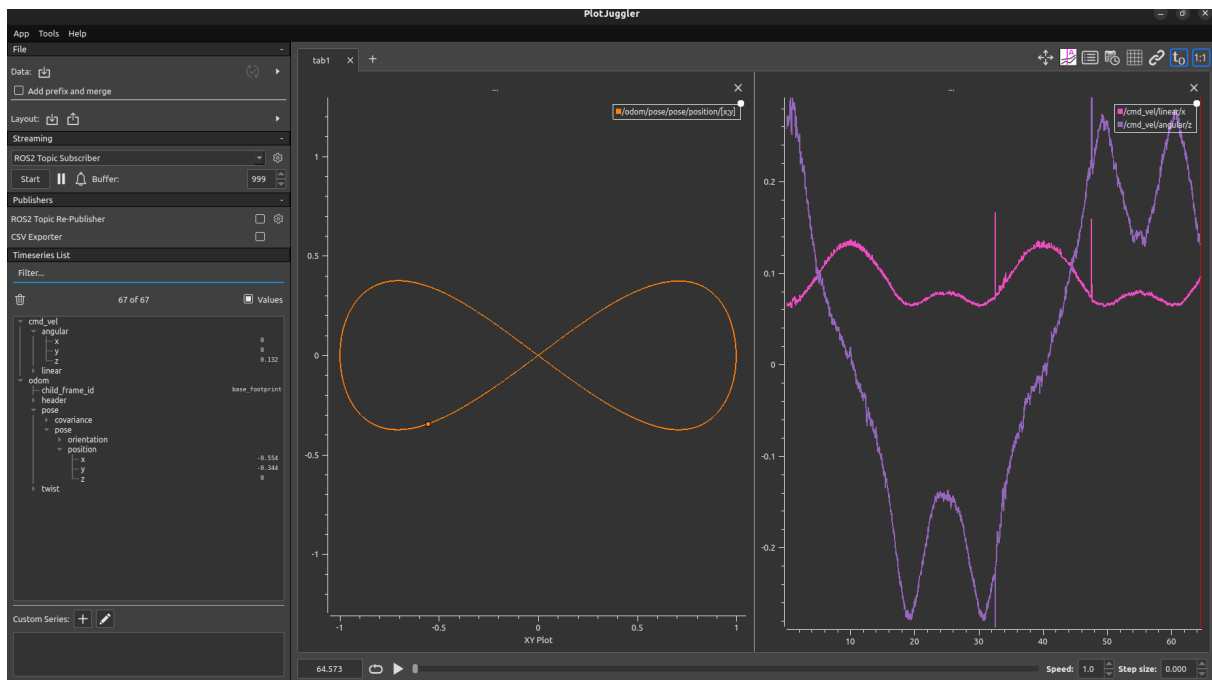 PlotJuggler
App Tools Help
File -
Data:
Add prefix and merge
Layout:
Streaming -
ROS2 Topic Subscriber
Start Buffer: 999
Publishers -
ROS2 Topic Re-Publisher
CSV Exporter
Timeseries List
Filter...
67 of 67 Values
cmd_vel
angular
x 0
y 0
z 0.132
linear
odom
child_frame_id base_footprint
header
pose
covariance
pose
orientation
position
x -0.554
y -0.344
z 0
twist
Custom Series:
tab1
t0 1:1
...
/odom/pose/pose/position/[x;y]
1
0.5
0
-0.5
-1
-1 -0.5 0 0.5 1
XY Plot
...
/cmd_vel/linear/x
/cmd_vel/angular/z
0.2
0.1
0
-0.1
-0.2
10 20 30 40 50 60
64.573 Speed: 1.0 Step size: 0.000